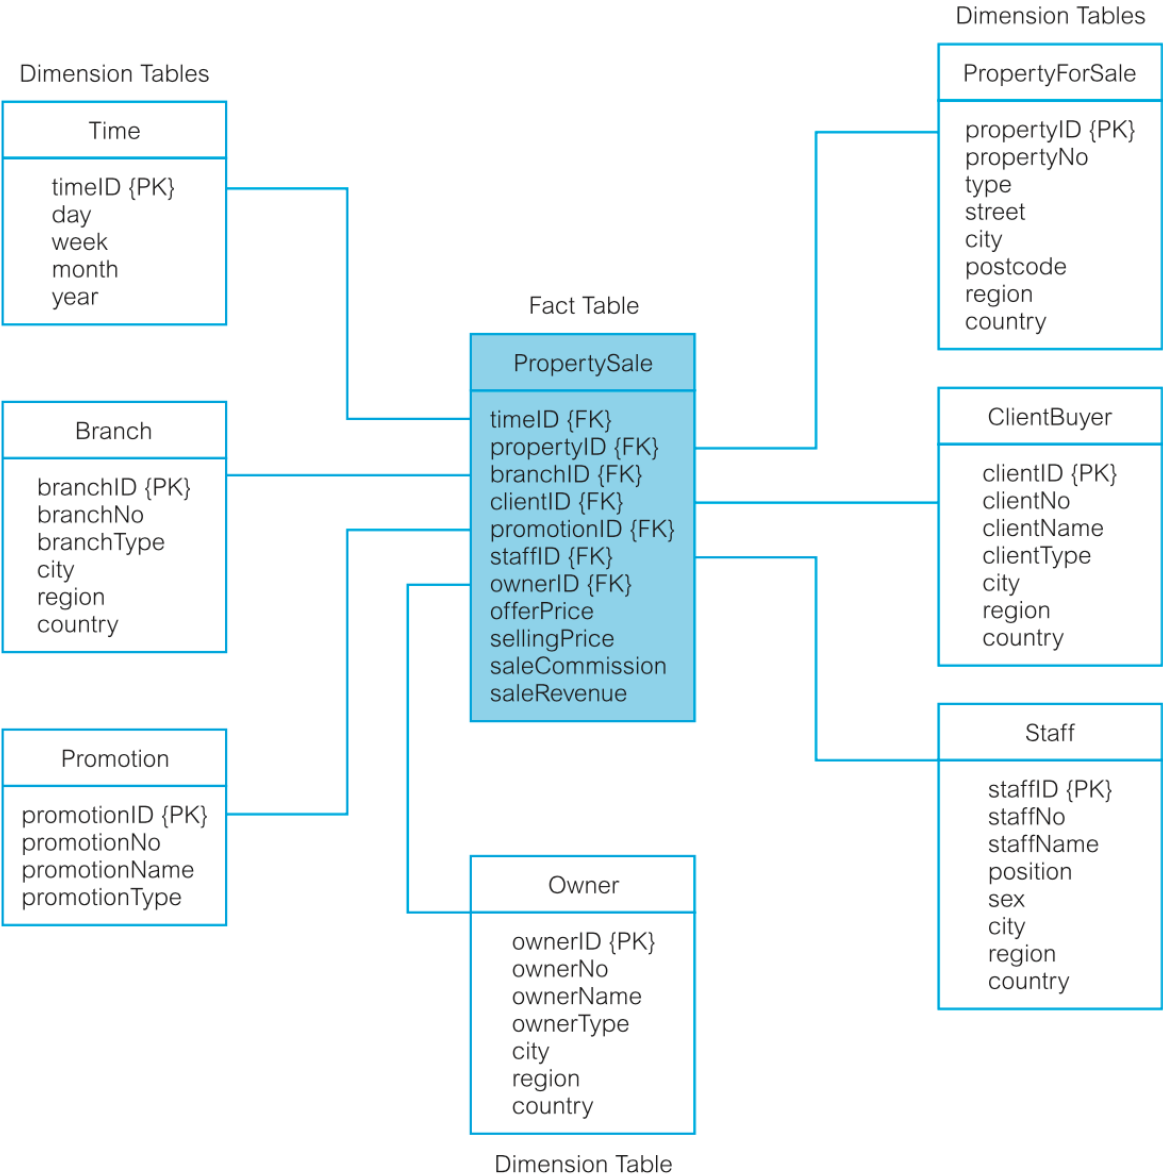 Dimension Tables
Time
timeID {PK}
day
week
month
year
Branch
branchID {PK}
branchNo
branchType
city
region
country
Promotion
promotionID {PK}
promotionNo
promotionName
promotionType
Fact Table
PropertySale
timeID {FK}
propertyID {FK}
branchID {FK}
clientID {FK}
promotionID {FK}
staffID {FK}
ownerID {FK}
offerPrice
sellingPrice
saleCommission
saleRevenue
Owner
ownerID {PK}
ownerNo
ownerName
ownerType
city
region
country
Dimension Table
Dimension Tables
PropertyForSale
propertyID {PK}
propertyNo
type
street
city
postcode
region
country
ClientBuyer
clientID {PK}
clientNo
clientName
clientType
city
region
country
Staff
staffID {PK}
staffNo
staffName
position
sex
city
region
country